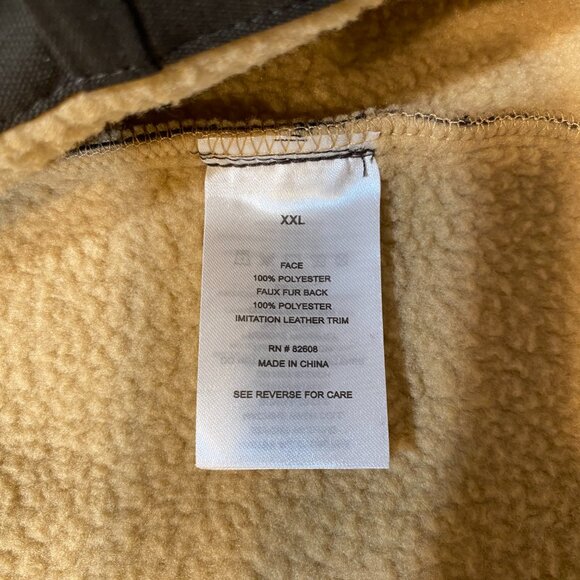 XXL
FACE
100% POLYESTER
FAUX FUR BACK
100% POLYESTER
IMITATION LEATHER TRIM
RN # 82608
MADE IN CHINA
SEE REVERSE FOR CARE